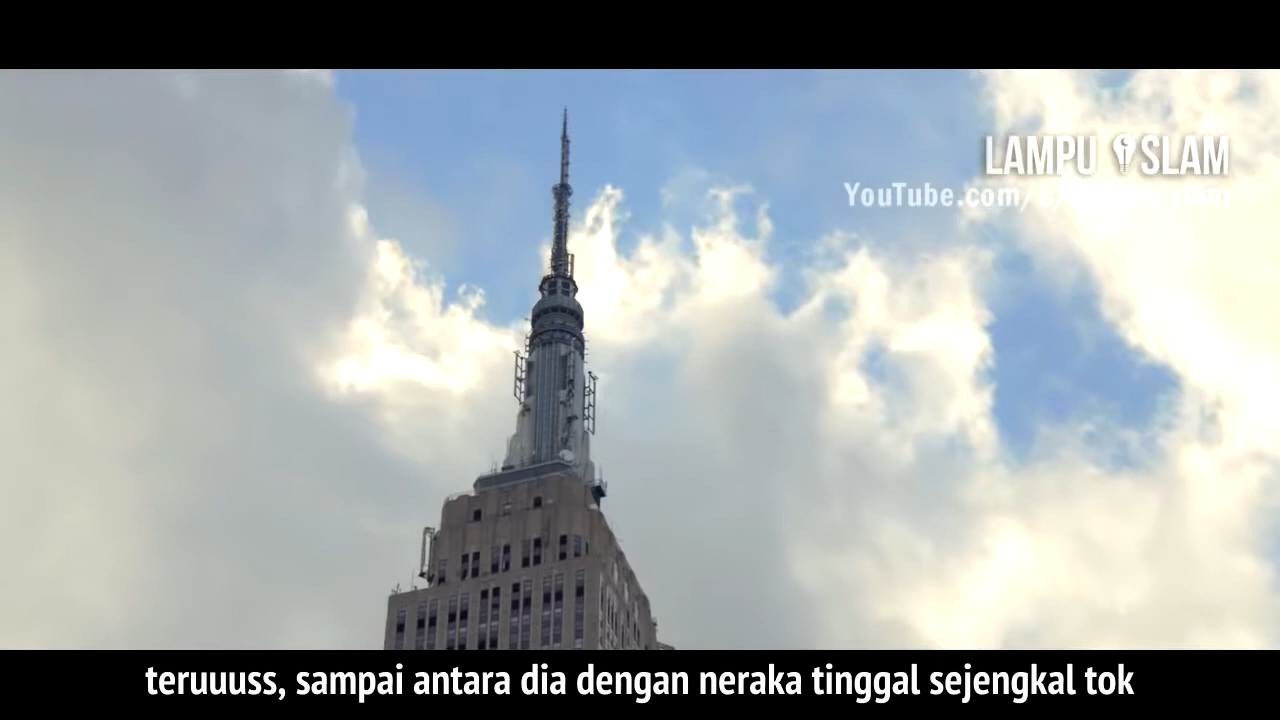 LAMPU ISLAM
YouTube.com/
teruuuss, sampai antara dia dengan neraka tinggal sejengkal tok